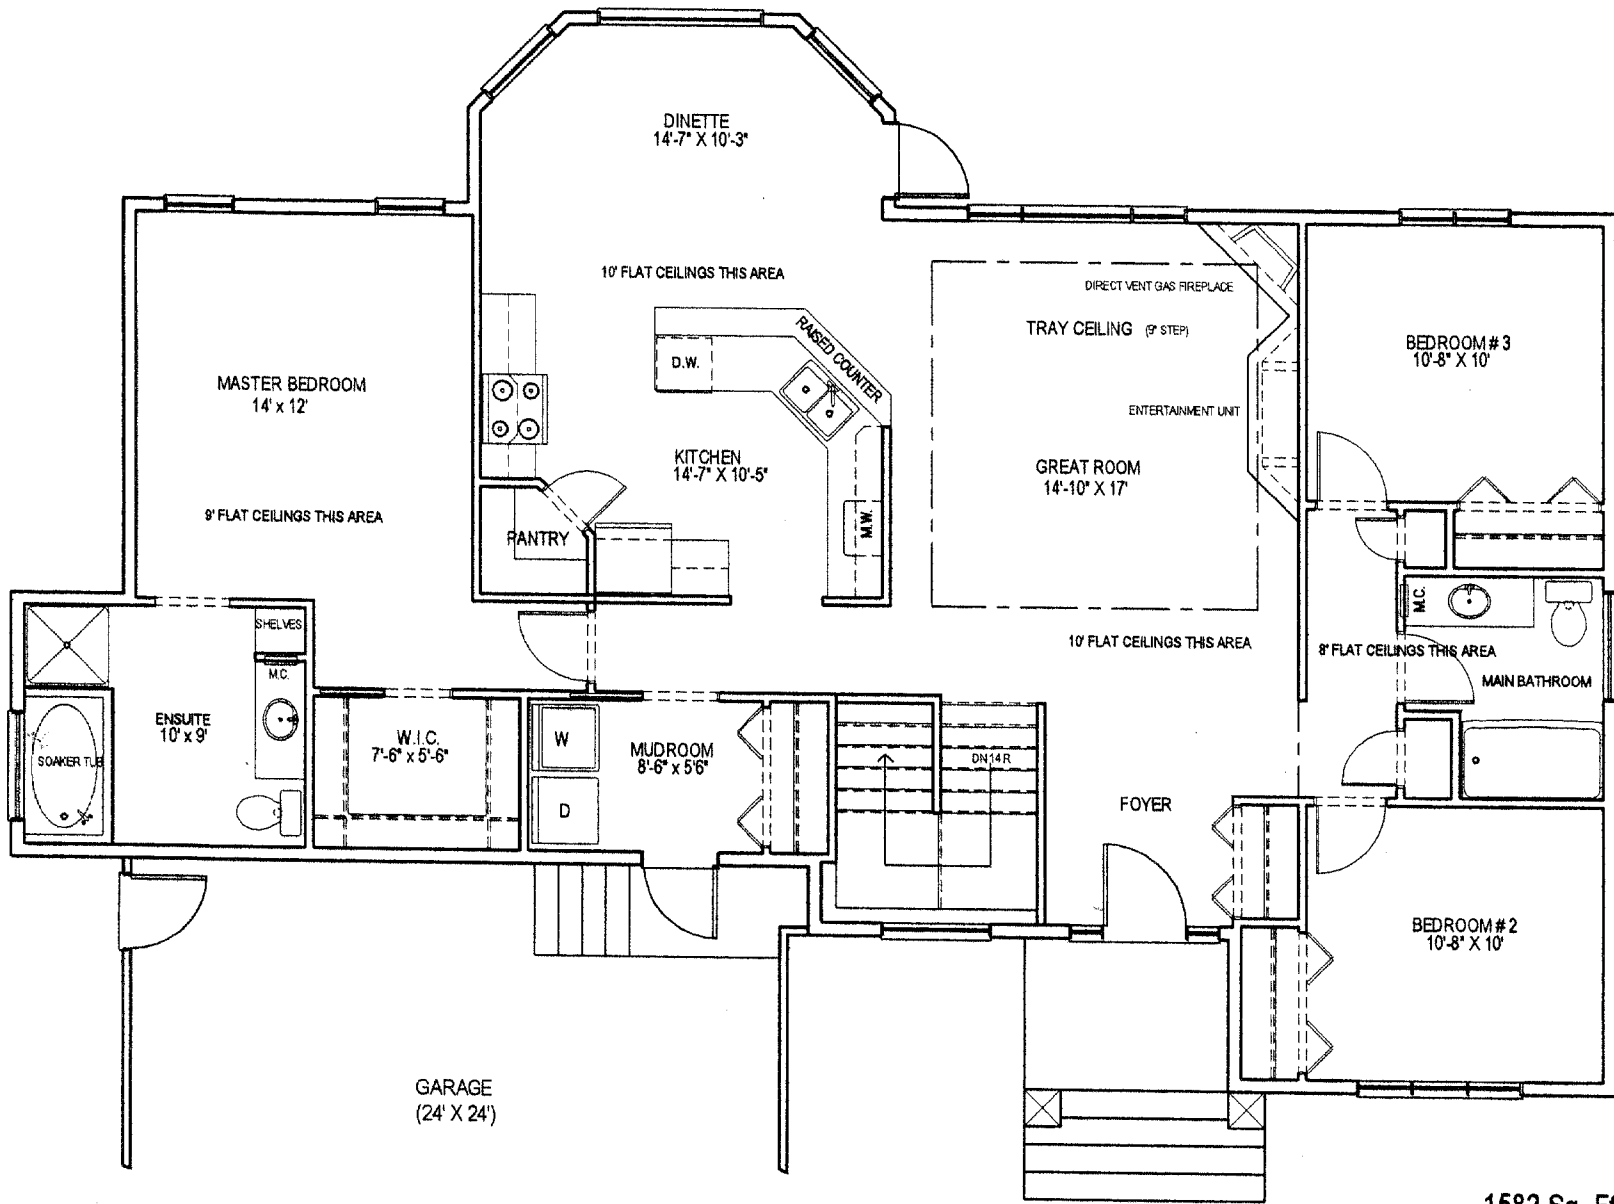 DINETTE
14'-7" X 10'-3"
10' FLAT CEILINGS THIS AREA
DIRECT VENT GAS FIREPLACE
TRAY CEILING (9" STEP)
RAISED COUNTER
D.W.
BEDROOM # 3
10'-8" X 10'
MASTER BEDROOM
14' x 12'
ENTERTAINMENT UNIT
KITCHEN
14'-7" X 10'-5"
GREAT ROOM
14'-10" X 17'
9' FLAT CEILINGS THIS AREA
PANTRY
M.W.
M.C.
SHELVES
10' FLAT CEILINGS THIS AREA
8' FLAT CEILINGS THIS AREA
M.C.
MAIN BATHROOM
ENSUITE
10' x 9'
W.I.C.
7'-6" x 5'-6"
W
MUDROOM
8'-6" x 5'6"
SOAKER TUB
DN 14 R
D
FOYER
BEDROOM # 2
10'-8" X 10'
GARAGE
(24' X 24')
1582 Sq. Ft